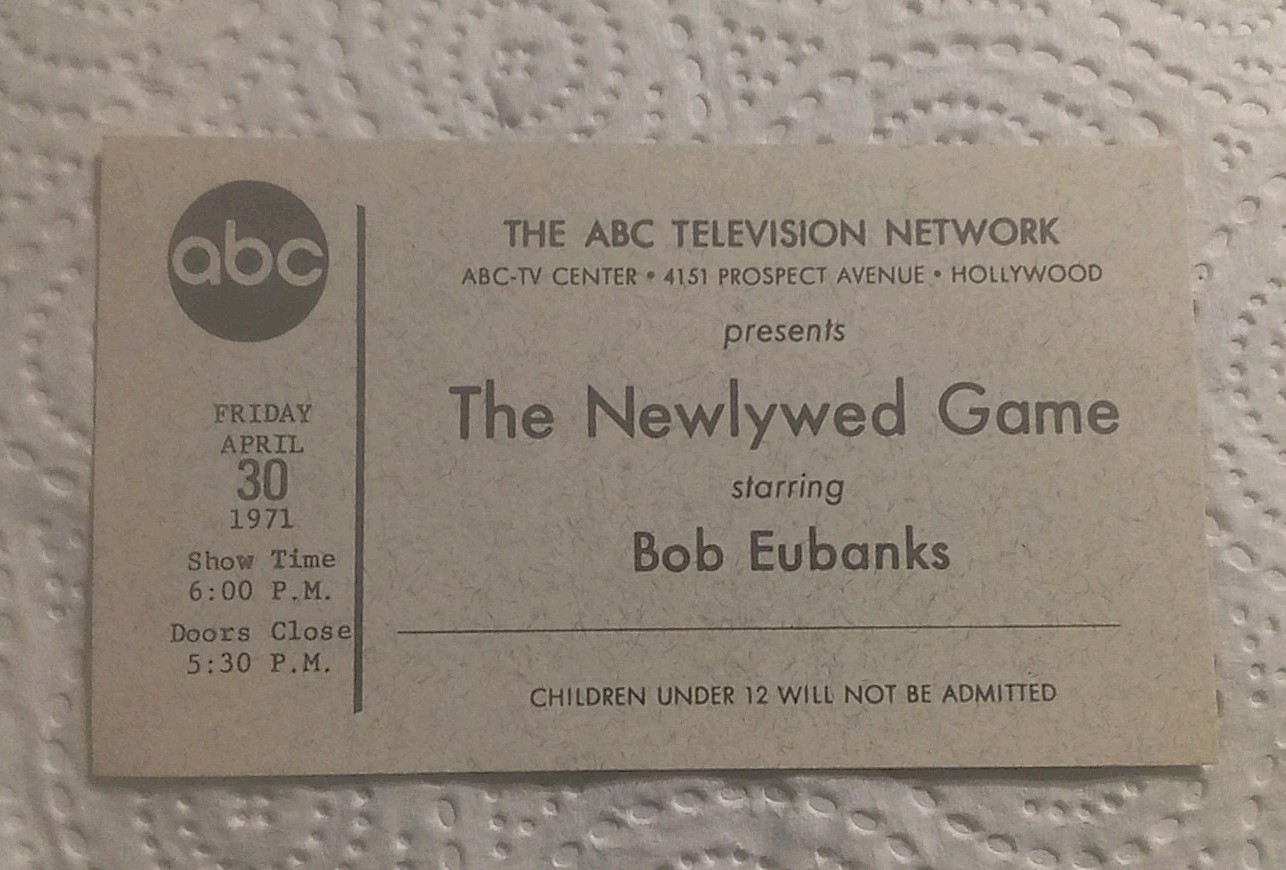 abc
FRIDAY
APRIL
30
1971
Show Time
6:00 P.M.
Doors Close
5:30 P.M.
THE ABC TELEVISION NETWORK
ABC-TV CENTER • 4151 PROSPECT AVENUE • HOLLYWOOD
presents
The Newlywed Game
starring
Bob Eubanks
CHILDREN UNDER 12 WILL NOT BE ADMITTED